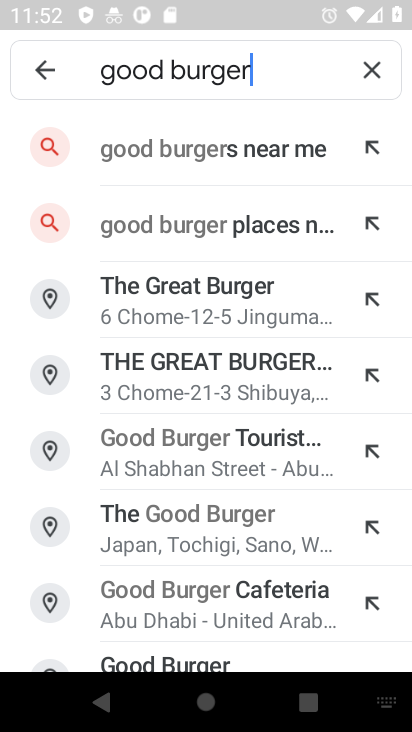 11:52
good burger
good burgers near me
good burger places n...
The Great Burger
6 Chome-12-5 Jinguma...
THE GREAT BURGER...
3 Chome-21-3 Shibuya,...
Good Burger Tourist...
Al Shabhan Street - Abu...
The Good Burger
Japan, Tochigi, Sano, W...
Good Burger Cafeteria
Abu Dhabi - United Arab...
Good Burger